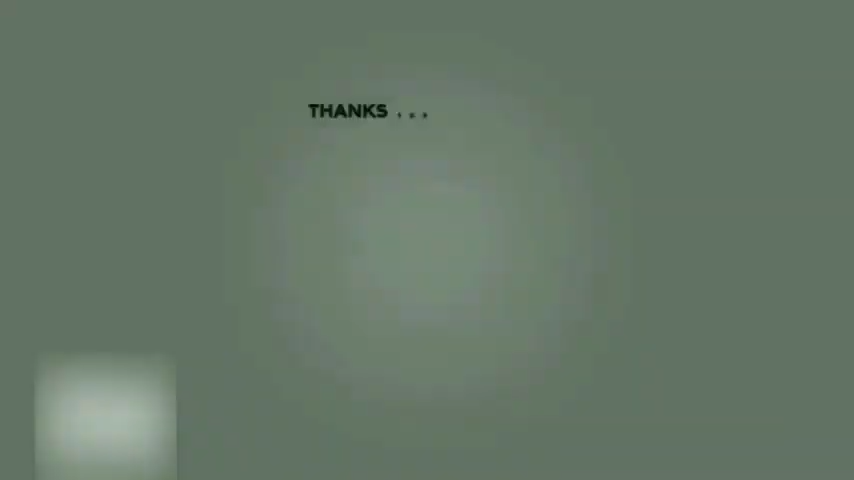 THANKS . . .